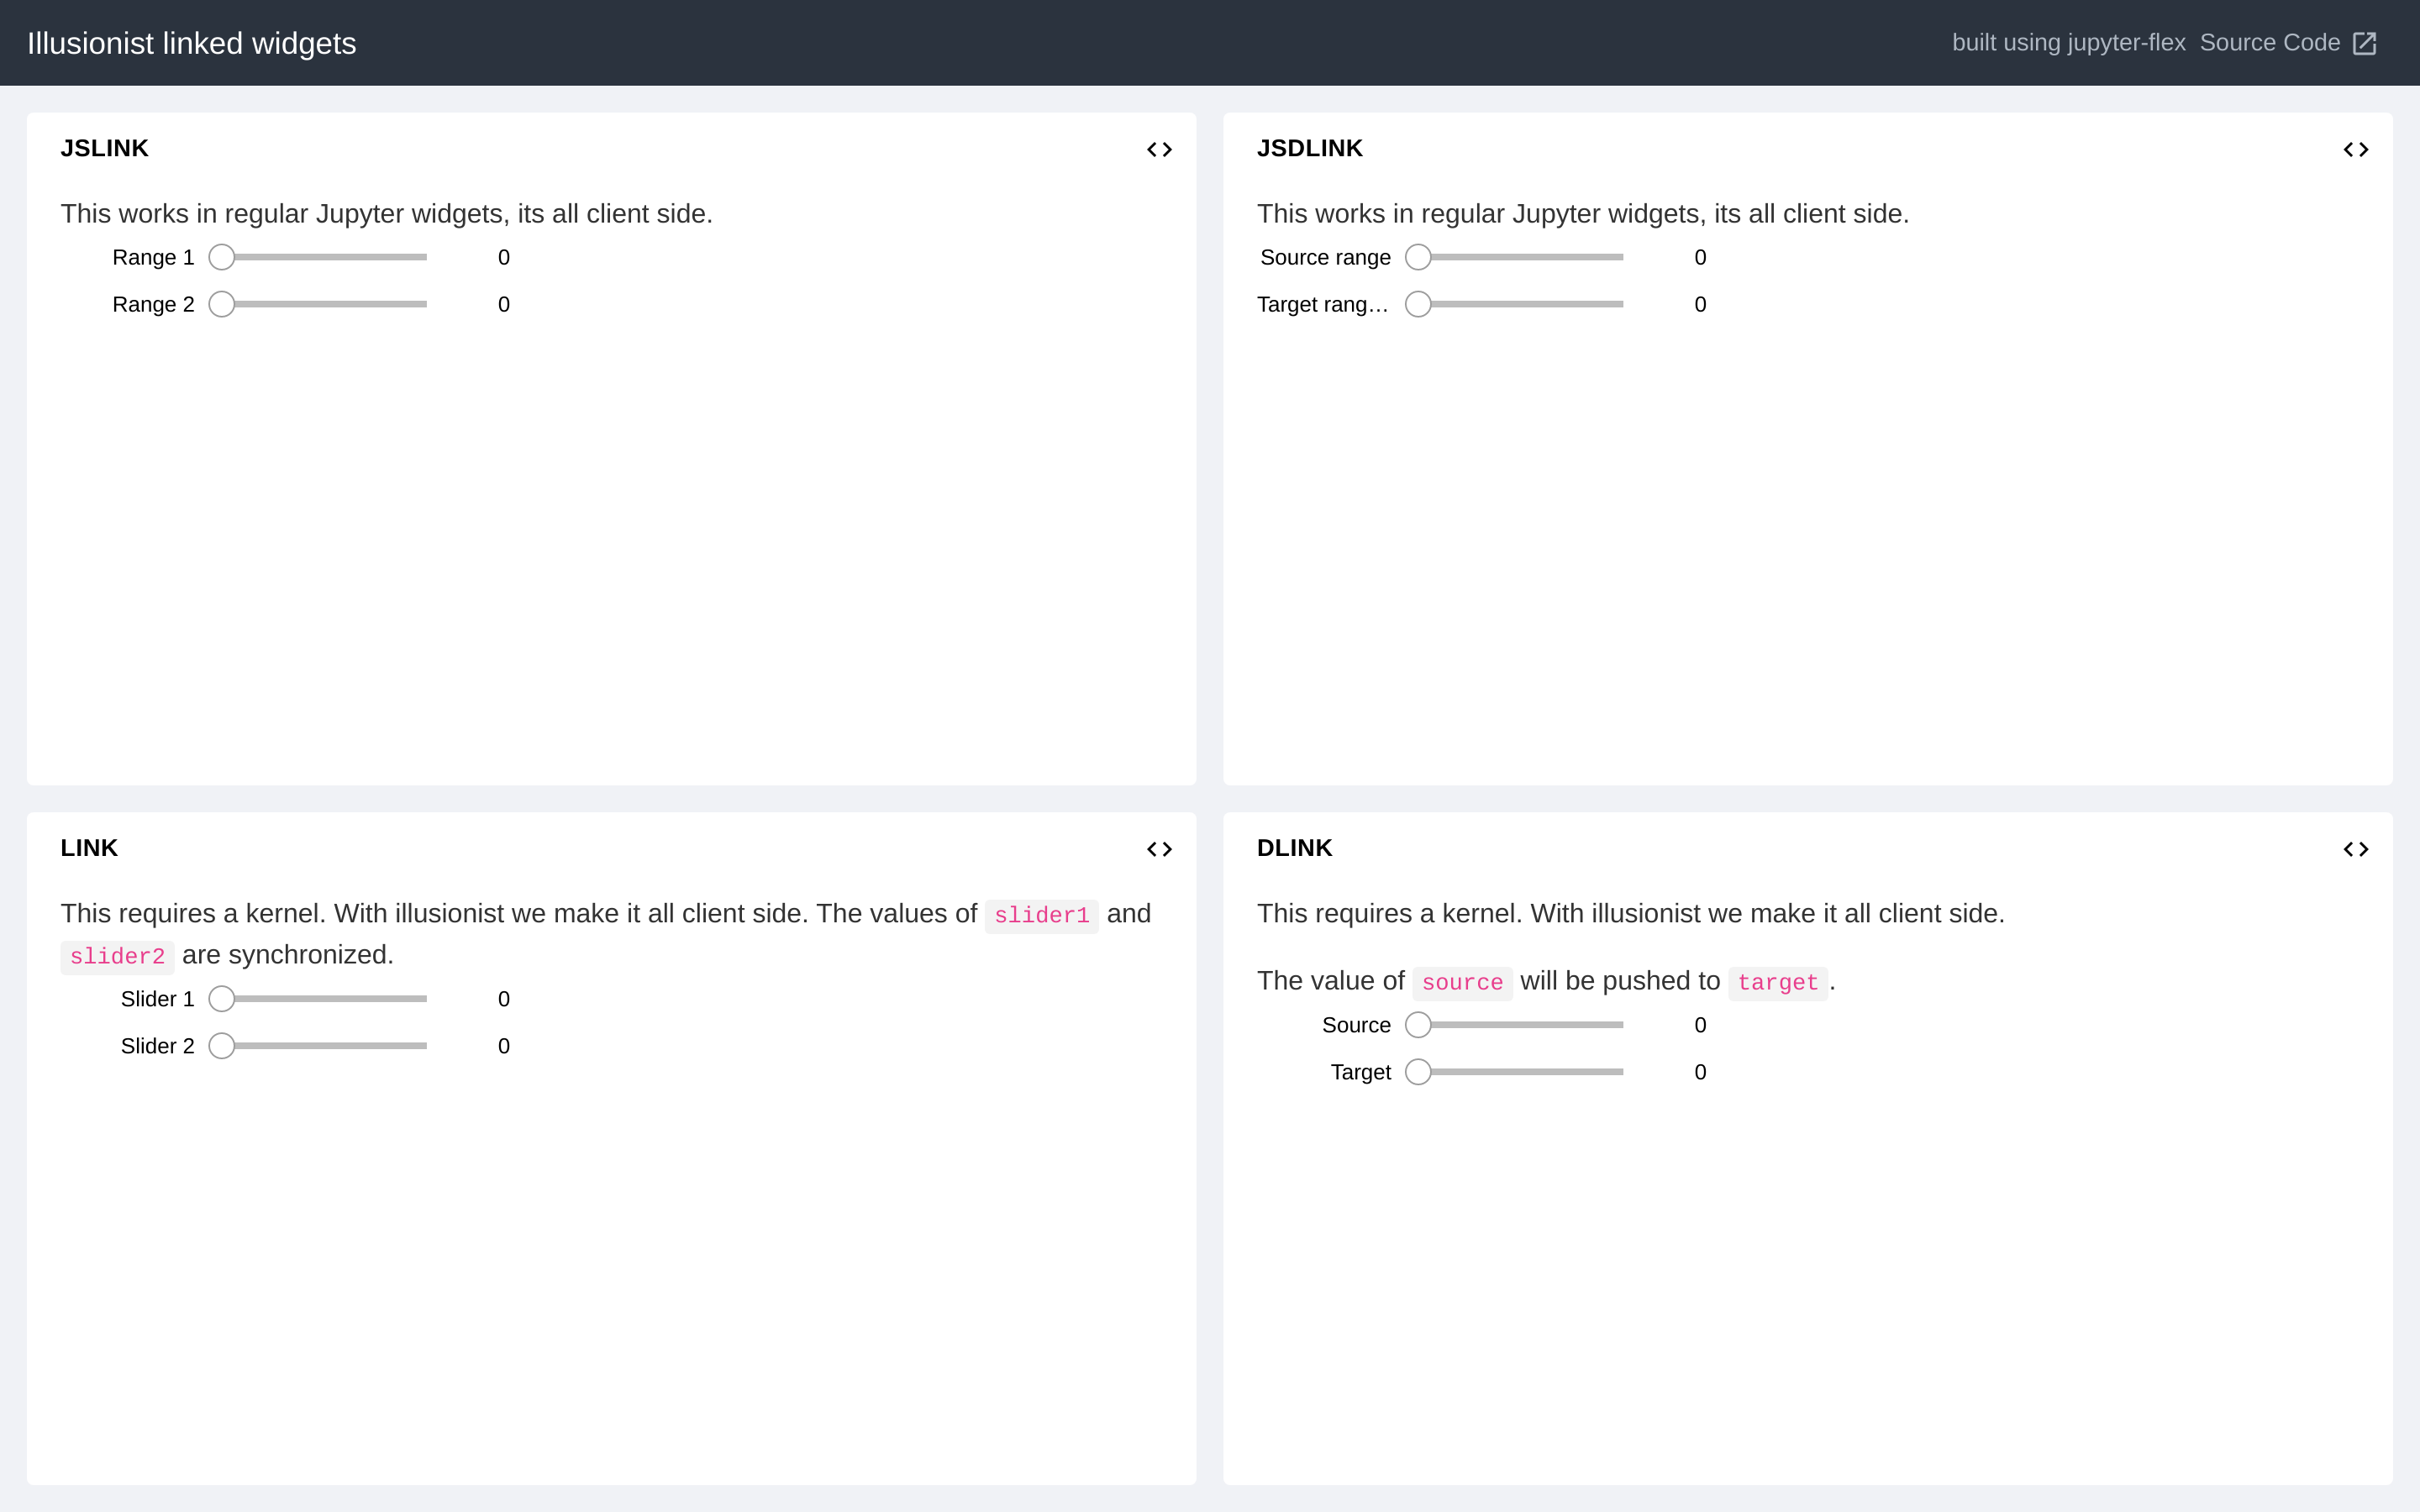 Illusionist linked widgets
built using jupyter-flex Source Code
JSLINK
This works in regular Jupyter widgets, its all client side.
Range 1 0
Range 2 0
JSDLINK
This works in regular Jupyter widgets, its all client side.
Source range 0
Target rang… 0
LINK
This requires a kernel. With illusionist we make it all client side. The values of slider1 and
slider2 are synchronized.
Slider 1 0
Slider 2 0
DLINK
This requires a kernel. With illusionist we make it all client side.
The value of source will be pushed to target.
Source 0
Target 0